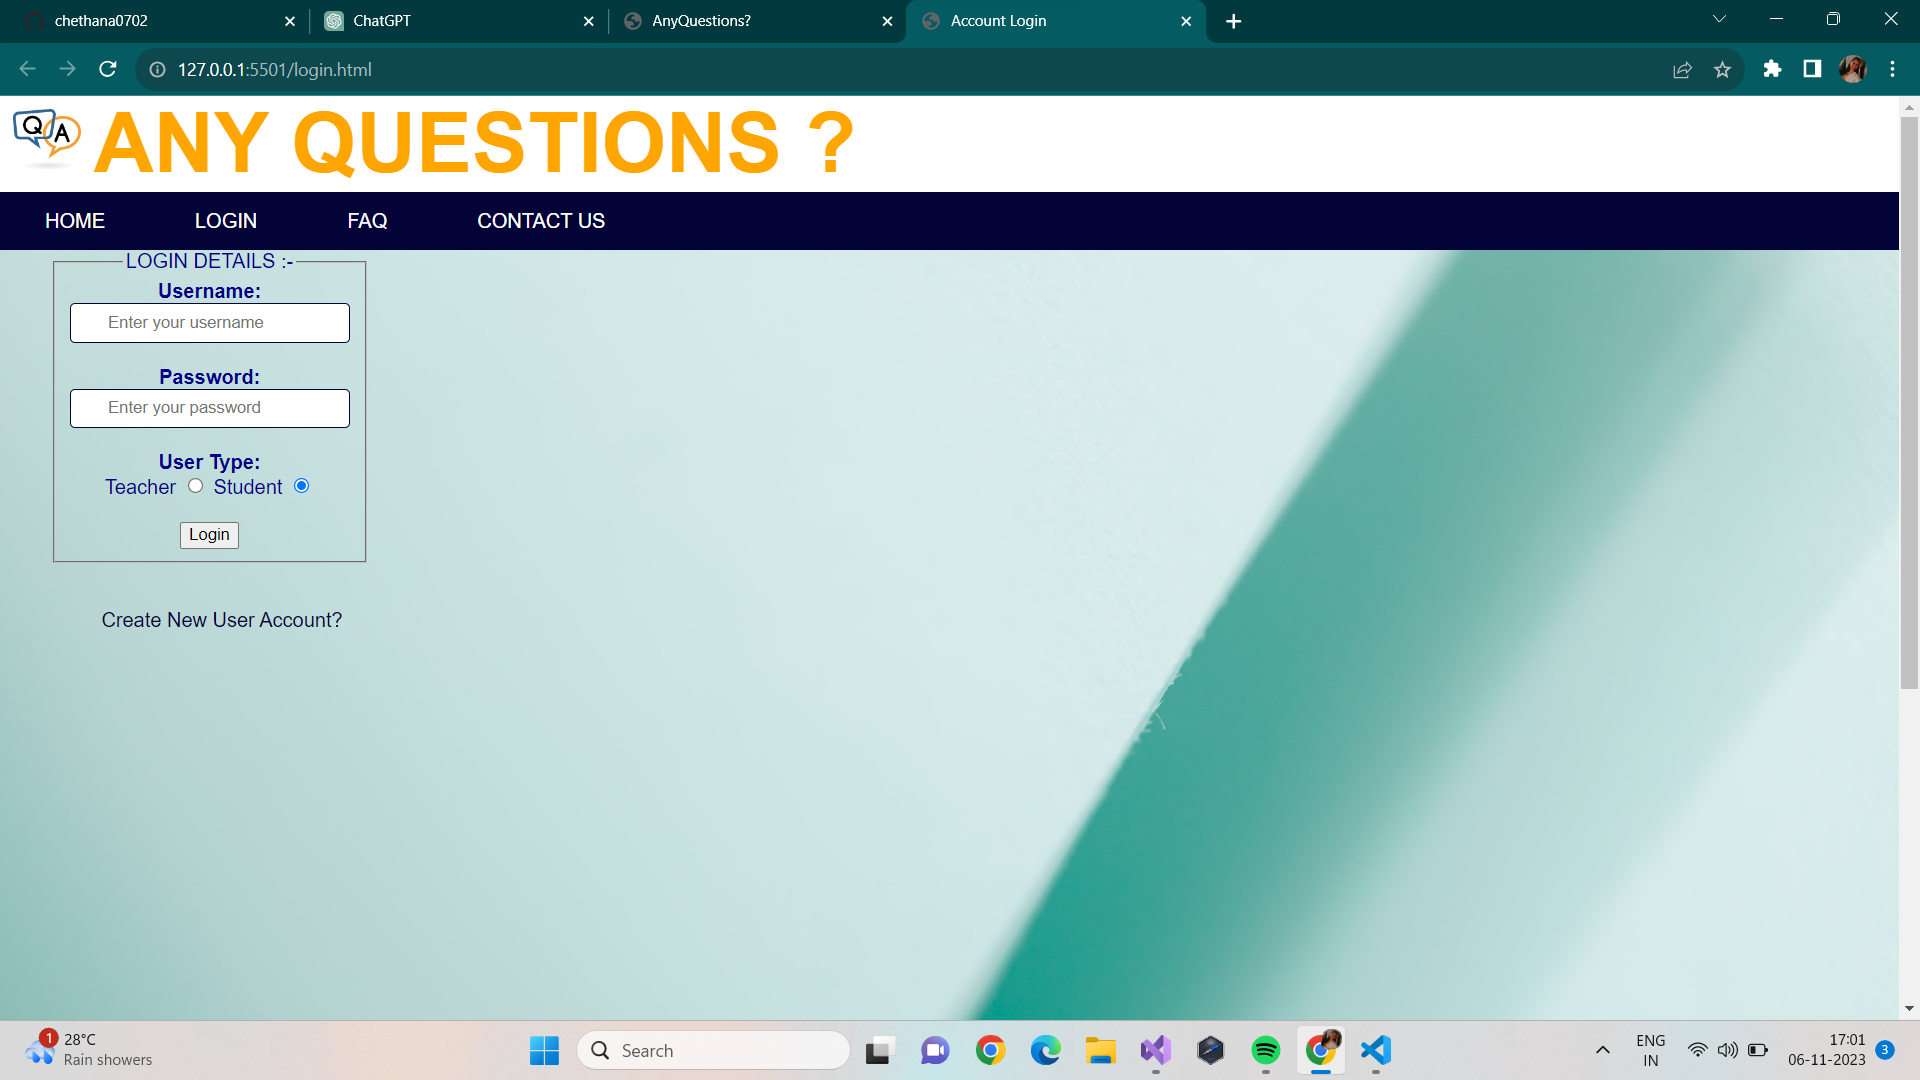 chethana0702
ChatGPT
AnyQuestions?
Account Login
127.0.0.1:5501/login.html
Q A
ANY QUESTIONS ?
HOME LOGIN FAQ CONTACT US
LOGIN DETAILS :-
Username:
Enter your username
Password:
Enter your password
User Type:
Teacher Student
Login
Create New User Account?
1
28°C
Rain showers
Search
ENG
IN
17:01
06-11-2023
3